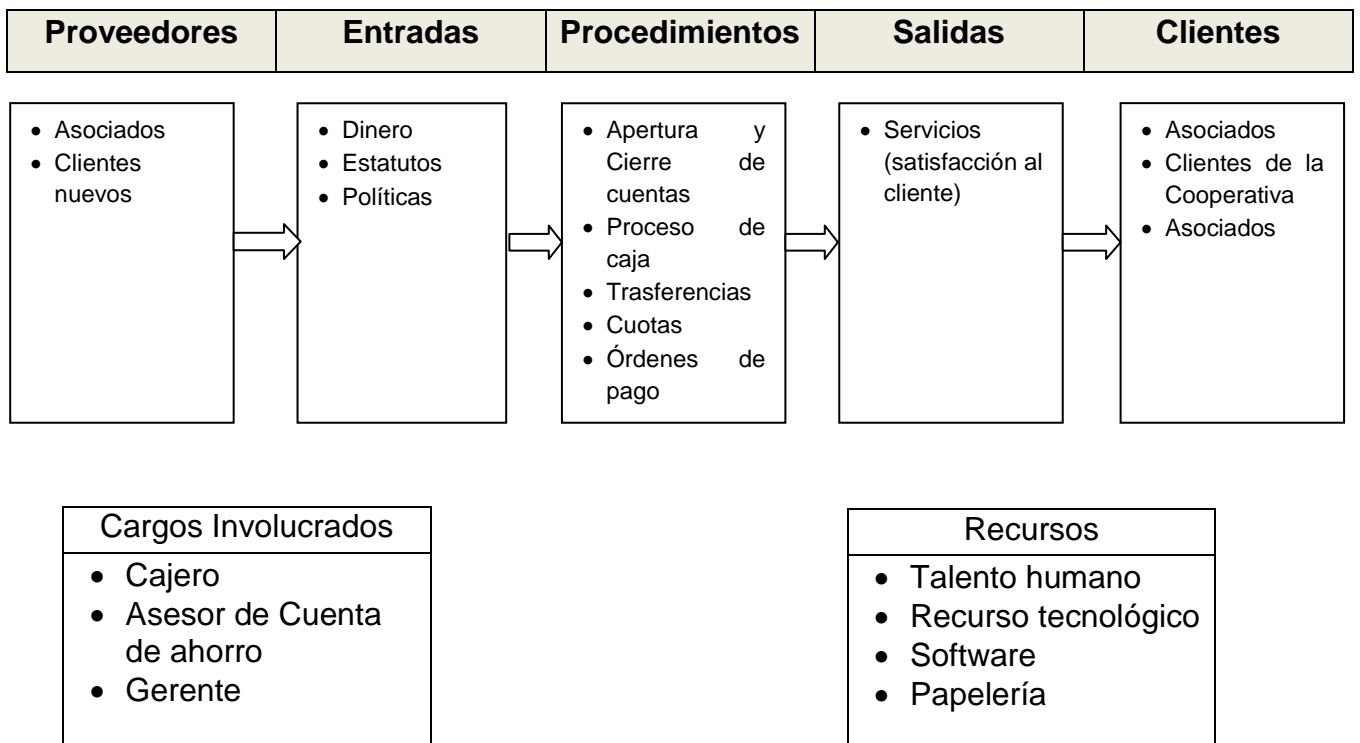 Proveedores
Entradas
Procedimientos
Salidas
Clientes
• Asociados
• Clientes
nuevos
• Dinero
• Estatutos
• Políticas
• Apertura y
Cierre de
cuentas
• Proceso de
caja
• Trasferencias
• Cuotas
• Órdenes de
pago
• Servicios
(satisfacción al
cliente)
• Asociados
• Clientes de la
Cooperativa
• Asociados
Cargos Involucrados
• Cajero
• Asesor de Cuenta
de ahorro
• Gerente
Recursos
• Talento humano
• Recurso tecnológico
• Software
• Papelería